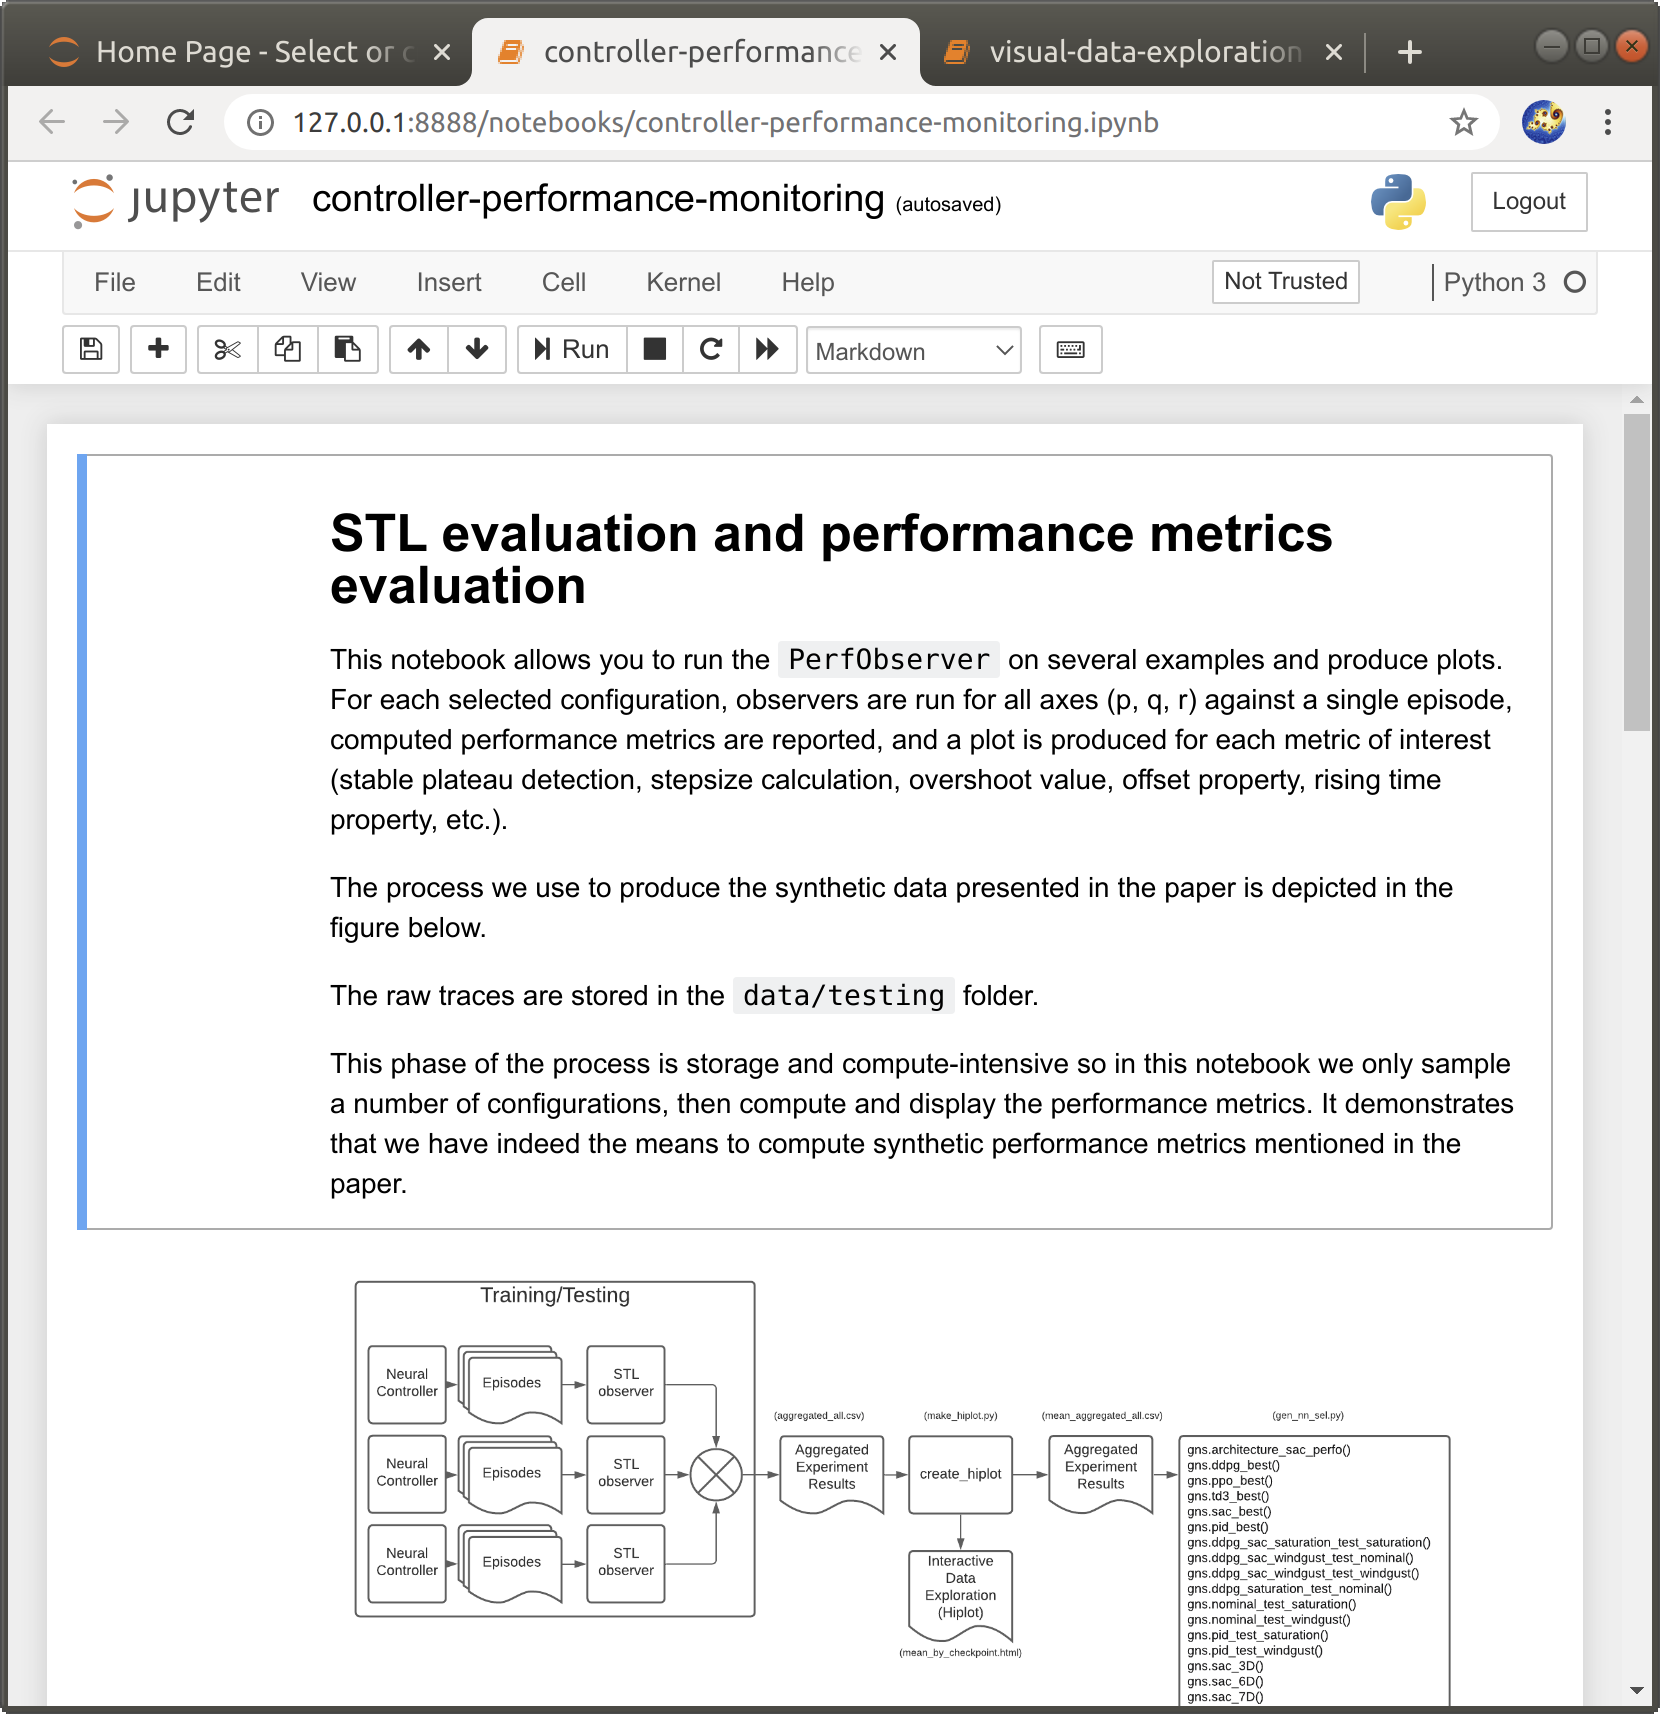 Home Page - Select or c
controller-performance
visual-data-exploration
127.0.0.1:8888/notebooks/controller-performance-monitoring.ipynb
jupyter controller-performance-monitoring (autosaved)
Logout
File Edit View Insert Cell Kernel Help Not Trusted Python 3
Run Markdown
STL evaluation and performance metrics
evaluation
This notebook allows you to run the PerfObserver on several examples and produce plots.
For each selected configuration, observers are run for all axes (p, q, r) against a single episode,
computed performance metrics are reported, and a plot is produced for each metric of interest
(stable plateau detection, stepsize calculation, overshoot value, offset property, rising time
property, etc.).
The process we use to produce the synthetic data presented in the paper is depicted in the
figure below.
The raw traces are stored in the data/testing folder.
This phase of the process is storage and compute-intensive so in this notebook we only sample
a number of configurations, then compute and display the performance metrics. It demonstrates
that we have indeed the means to compute synthetic performance metrics mentioned in the
paper.
Training/Testing
Neural
Controller
Episodes
STL
observer
Neural
Controller
Episodes
STL
observer
Neural
Controller
Episodes
STL
observer
(aggregated_all.csv)
Aggregated
Experiment
Results
(make_hiplot.py)
create_hiplot
Interactive
Data
Exploration
(Hiplot)
(mean_by_checkpoint.html)
(mean_aggregated_all.csv)
Aggregated
Experiment
Results
(gen_nn_sel.py)
gns.architecture_sac_perfo()
gns.ddpg_best()
gns.ppo_best()
gns.td3_best()
gns.sac_best()
gns.pid_best()
gns.ddpg_sac_saturation_test_saturation()
gns.ddpg_sac_windgust_test_nominal()
gns.ddpg_sac_windgust_test_windgust()
gns.ddpg_saturation_test_nominal()
gns.nominal_test_saturation()
gns.nominal_test_windgust()
gns.pid_test_saturation()
gns.pid_test_windgust()
gns.sac_3D()
gns.sac_6D()
gns.sac_7D()